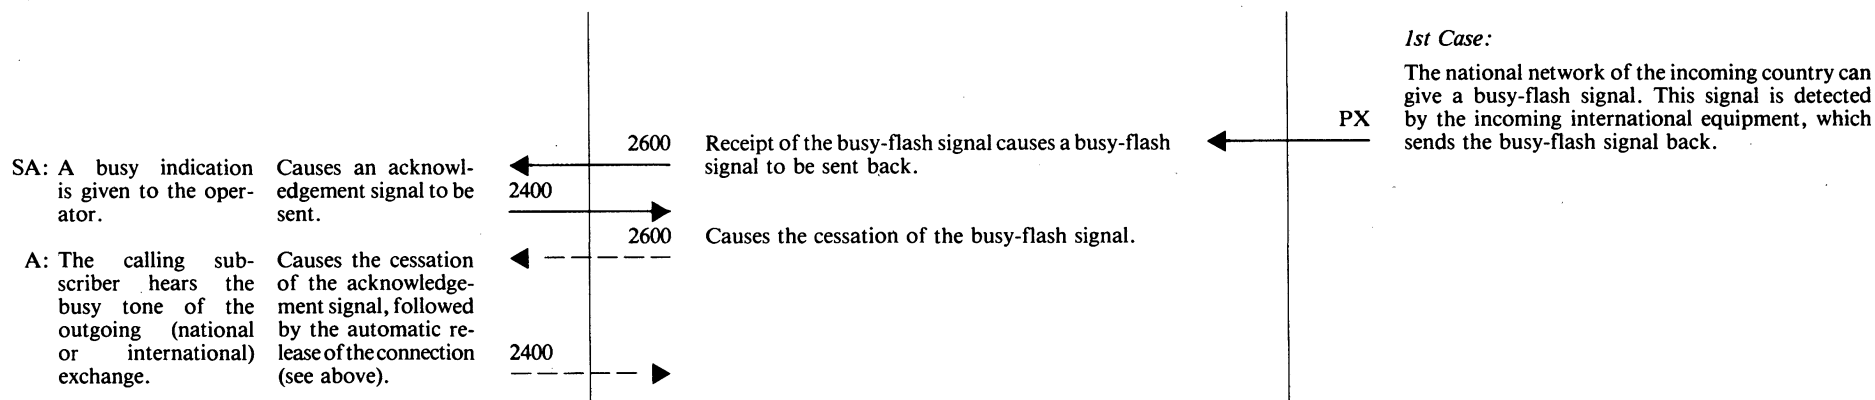 1st Case:
The national network of the incoming country can
give a busy-flash signal. This signal is detected
by the incoming international equipment, which
sends the busy-flash signal back.
PX
2600
Receipt of the busy-flash signal causes a busy-flash
signal to be sent back.
SA: A busy indication
is given to the oper-
ator.
Causes an acknowl-
edgement signal to be
sent.
2400
2600
Causes the cessation of the busy-flash signal.
A: The calling sub-
scriber hears the
busy tone of the
outgoing (national
or international)
exchange.
Causes the cessation
of the acknowledge-
ment signal, followed
by the automatic re-
lease of the connection
(see above).
2400